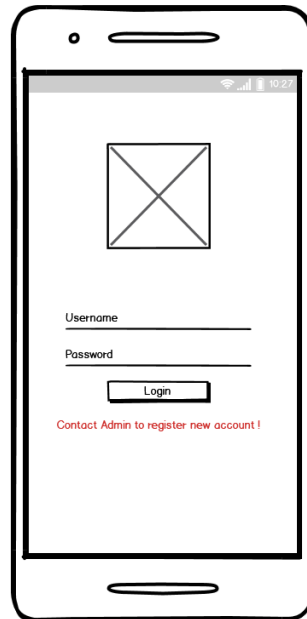 10:27
Username
Password
Login
Contact Admin to register new account !